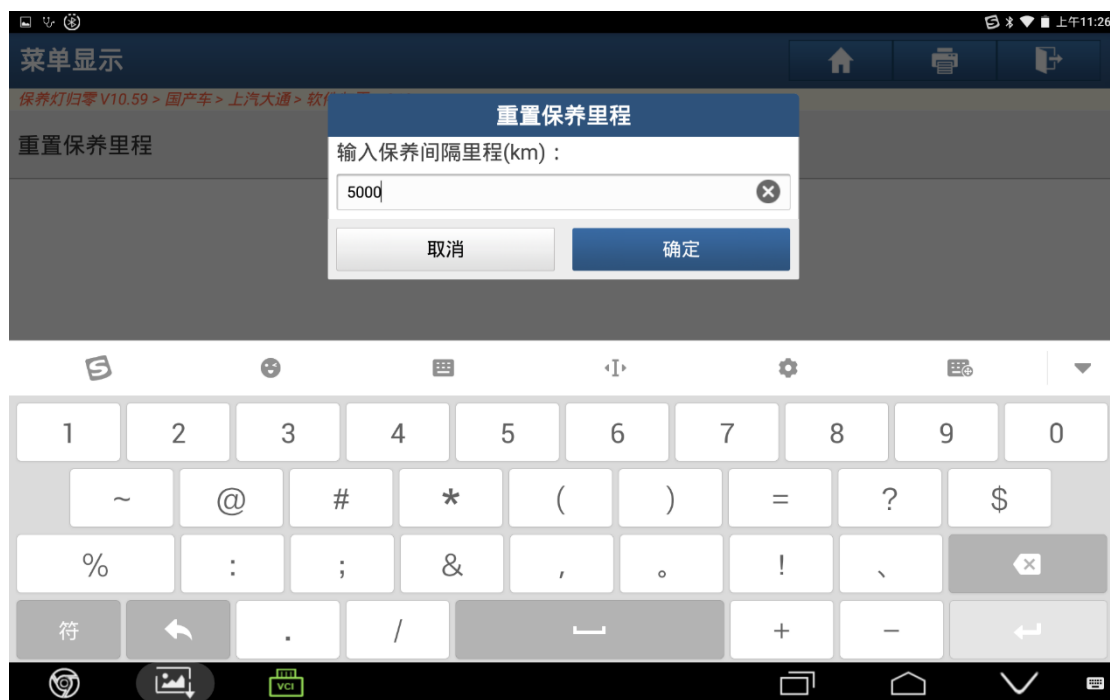 上午11:26
菜单显示
保养灯归零 V10.59 > 国产车 > 上汽大通 >
重置保养里程
重置保养里程
输入保养间隔里程(km)：
5000
取消
确定
1 2 3 4 5 6 7 8 9 0
~ @ # * ( ) = ? $
% : ; & , 。 ! 、
符 . / + −
VCI